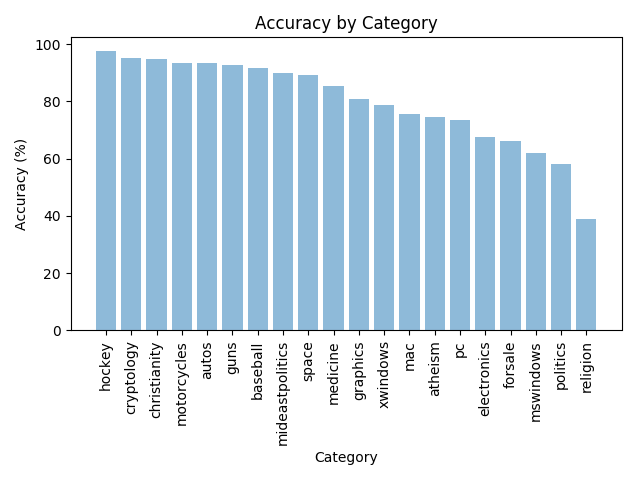 Accuracy by Category
Accuracy (%)
100
80
60
40
20
0
hockey
cryptology
christianity
motorcycles
autos
guns
baseball
mideastpolitics
space
medicine
graphics
xwindows
mac
atheism
pc
electronics
forsale
mswindows
politics
religion
Category